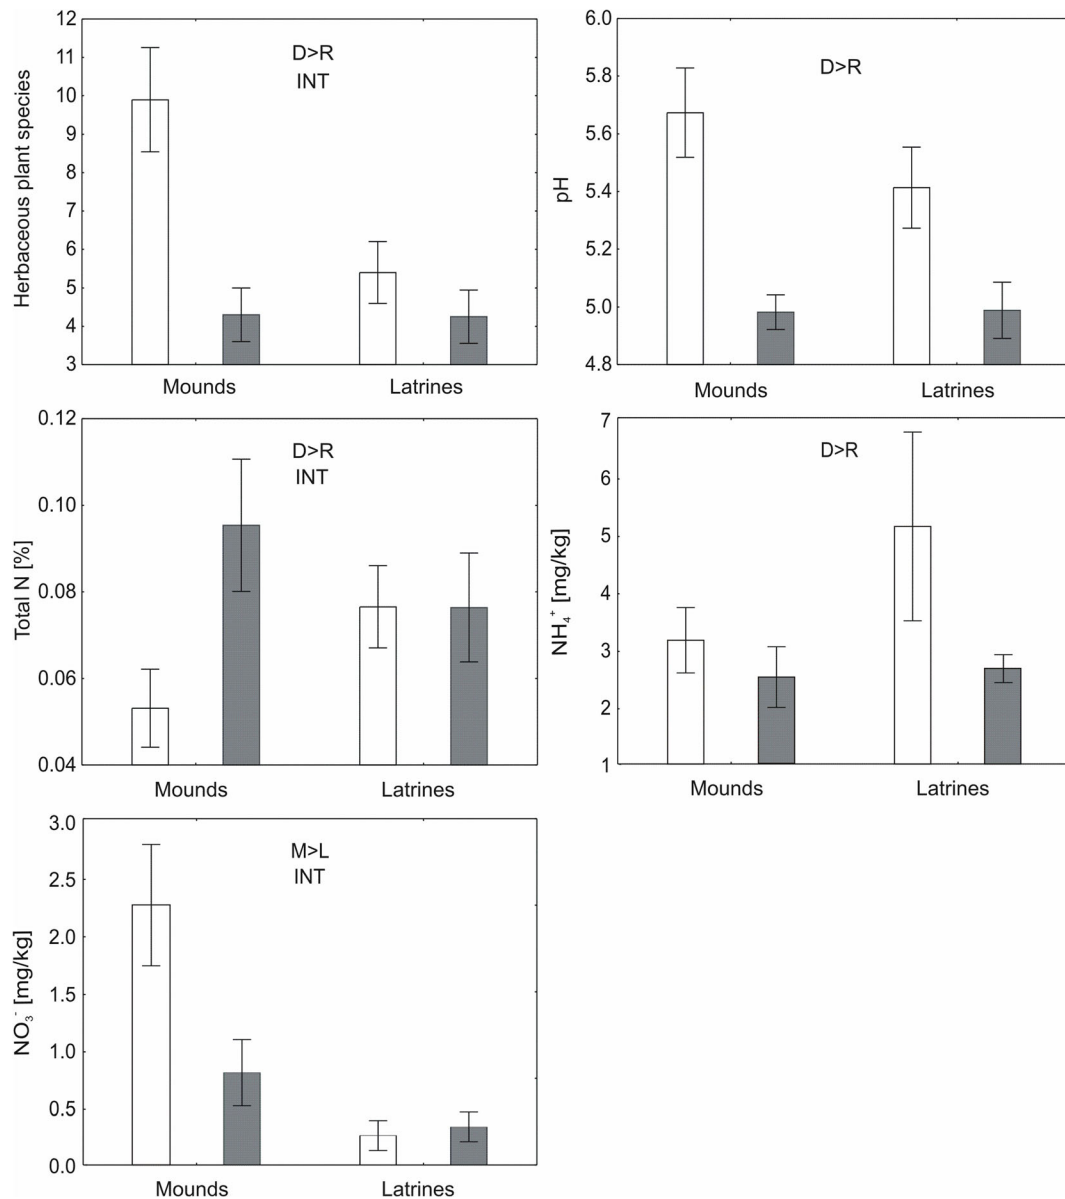 Herbaceous plant species
12
11
10
9
8
7
6
5
4
3
D>R
INT
Mounds Latrines
pH
6.0
5.8
5.6
5.4
5.2
5.0
4.8
D>R
Mounds Latrines
Total N [%]
0.12
0.10
0.08
0.06
0.04
D>R
INT
Mounds Latrines
NH₄⁺ [mg/kg]
7
6
5
4
3
2
1
D>R
Mounds Latrines
NO₃⁻ [mg/kg]
3.0
2.5
2.0
1.5
1.0
0.5
0.0
M>L
INT
Mounds Latrines